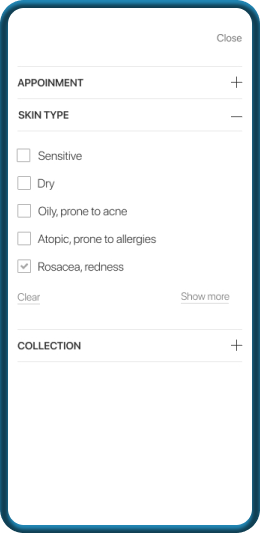 Close
APPOINMENT
SKIN TYPE
Sensitive
Dry
Oily, prone to acne
Atopic, prone to allergies
Rosacea, redness
Clear Show more
COLLECTION